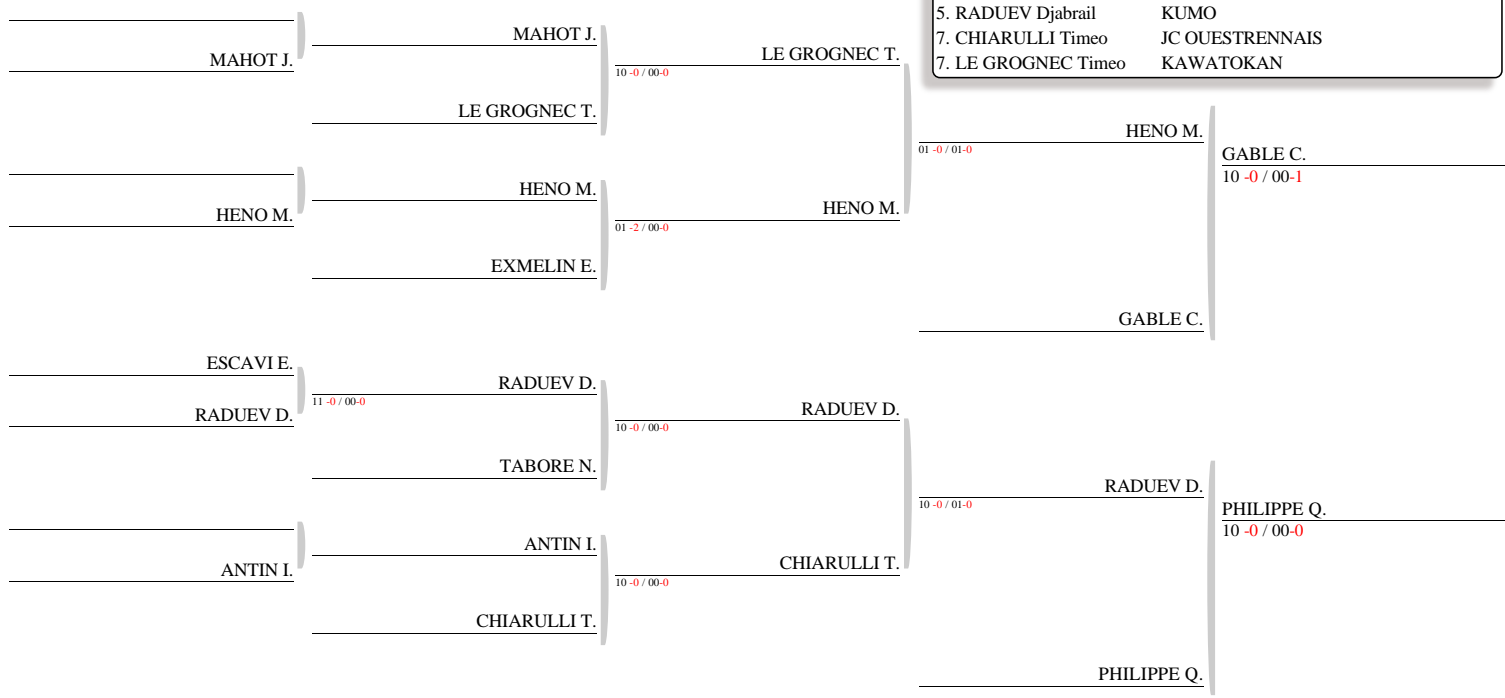 5. RADUEV Djabrail KUMO
7. CHIARULLI Timeo JC OUESTRENNAIS
7. LE GROGNEC Timeo KAWATOKAN
MAHOT J.
HENO M.
ESCAVI E.
RADUEV D.
ANTIN I.
MAHOT J.
LE GROGNEC T.
HENO M.
EXMELIN E.
RADUEV D.
11 -0 / 00-0
TABORE N.
ANTIN I.
CHIARULLI T.
LE GROGNEC T.
10 -0 / 00-0
HENO M.
01 -2 / 00-0
RADUEV D.
10 -0 / 00-0
CHIARULLI T.
10 -0 / 00-0
HENO M.
01 -0 / 01-0
GABLE C.
RADUEV D.
10 -0 / 01-0
PHILIPPE Q.
GABLE C.
10 -0 / 00-1
PHILIPPE Q.
10 -0 / 00-0